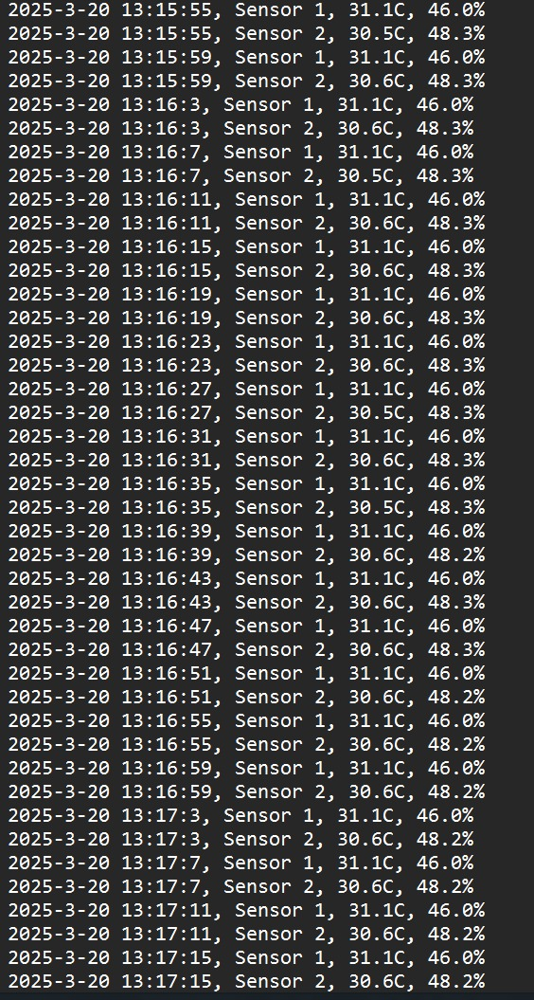 2025-3-20 13:15:55, Sensor 1, 31.1C, 46.0%
2025-3-20 13:15:55, Sensor 2, 30.5C, 48.3%
2025-3-20 13:15:59, Sensor 1, 31.1C, 46.0%
2025-3-20 13:15:59, Sensor 2, 30.6C, 48.3%
2025-3-20 13:16:3, Sensor 1, 31.1C, 46.0%
2025-3-20 13:16:3, Sensor 2, 30.6C, 48.3%
2025-3-20 13:16:7, Sensor 1, 31.1C, 46.0%
2025-3-20 13:16:7, Sensor 2, 30.5C, 48.3%
2025-3-20 13:16:11, Sensor 1, 31.1C, 46.0%
2025-3-20 13:16:11, Sensor 2, 30.6C, 48.3%
2025-3-20 13:16:15, Sensor 1, 31.1C, 46.0%
2025-3-20 13:16:15, Sensor 2, 30.6C, 48.3%
2025-3-20 13:16:19, Sensor 1, 31.1C, 46.0%
2025-3-20 13:16:19, Sensor 2, 30.6C, 48.3%
2025-3-20 13:16:23, Sensor 1, 31.1C, 46.0%
2025-3-20 13:16:23, Sensor 2, 30.6C, 48.3%
2025-3-20 13:16:27, Sensor 1, 31.1C, 46.0%
2025-3-20 13:16:27, Sensor 2, 30.5C, 48.3%
2025-3-20 13:16:31, Sensor 1, 31.1C, 46.0%
2025-3-20 13:16:31, Sensor 2, 30.6C, 48.3%
2025-3-20 13:16:35, Sensor 1, 31.1C, 46.0%
2025-3-20 13:16:35, Sensor 2, 30.5C, 48.3%
2025-3-20 13:16:39, Sensor 1, 31.1C, 46.0%
2025-3-20 13:16:39, Sensor 2, 30.6C, 48.2%
2025-3-20 13:16:43, Sensor 1, 31.1C, 46.0%
2025-3-20 13:16:43, Sensor 2, 30.6C, 48.3%
2025-3-20 13:16:47, Sensor 1, 31.1C, 46.0%
2025-3-20 13:16:47, Sensor 2, 30.6C, 48.3%
2025-3-20 13:16:51, Sensor 1, 31.1C, 46.0%
2025-3-20 13:16:51, Sensor 2, 30.6C, 48.2%
2025-3-20 13:16:55, Sensor 1, 31.1C, 46.0%
2025-3-20 13:16:55, Sensor 2, 30.6C, 48.2%
2025-3-20 13:16:59, Sensor 1, 31.1C, 46.0%
2025-3-20 13:16:59, Sensor 2, 30.6C, 48.2%
2025-3-20 13:17:3, Sensor 1, 31.1C, 46.0%
2025-3-20 13:17:3, Sensor 2, 30.6C, 48.2%
2025-3-20 13:17:7, Sensor 1, 31.1C, 46.0%
2025-3-20 13:17:7, Sensor 2, 30.6C, 48.2%
2025-3-20 13:17:11, Sensor 1, 31.1C, 46.0%
2025-3-20 13:17:11, Sensor 2, 30.6C, 48.2%
2025-3-20 13:17:15, Sensor 1, 31.1C, 46.0%
2025-3-20 13:17:15, Sensor 2, 30.6C, 48.2%